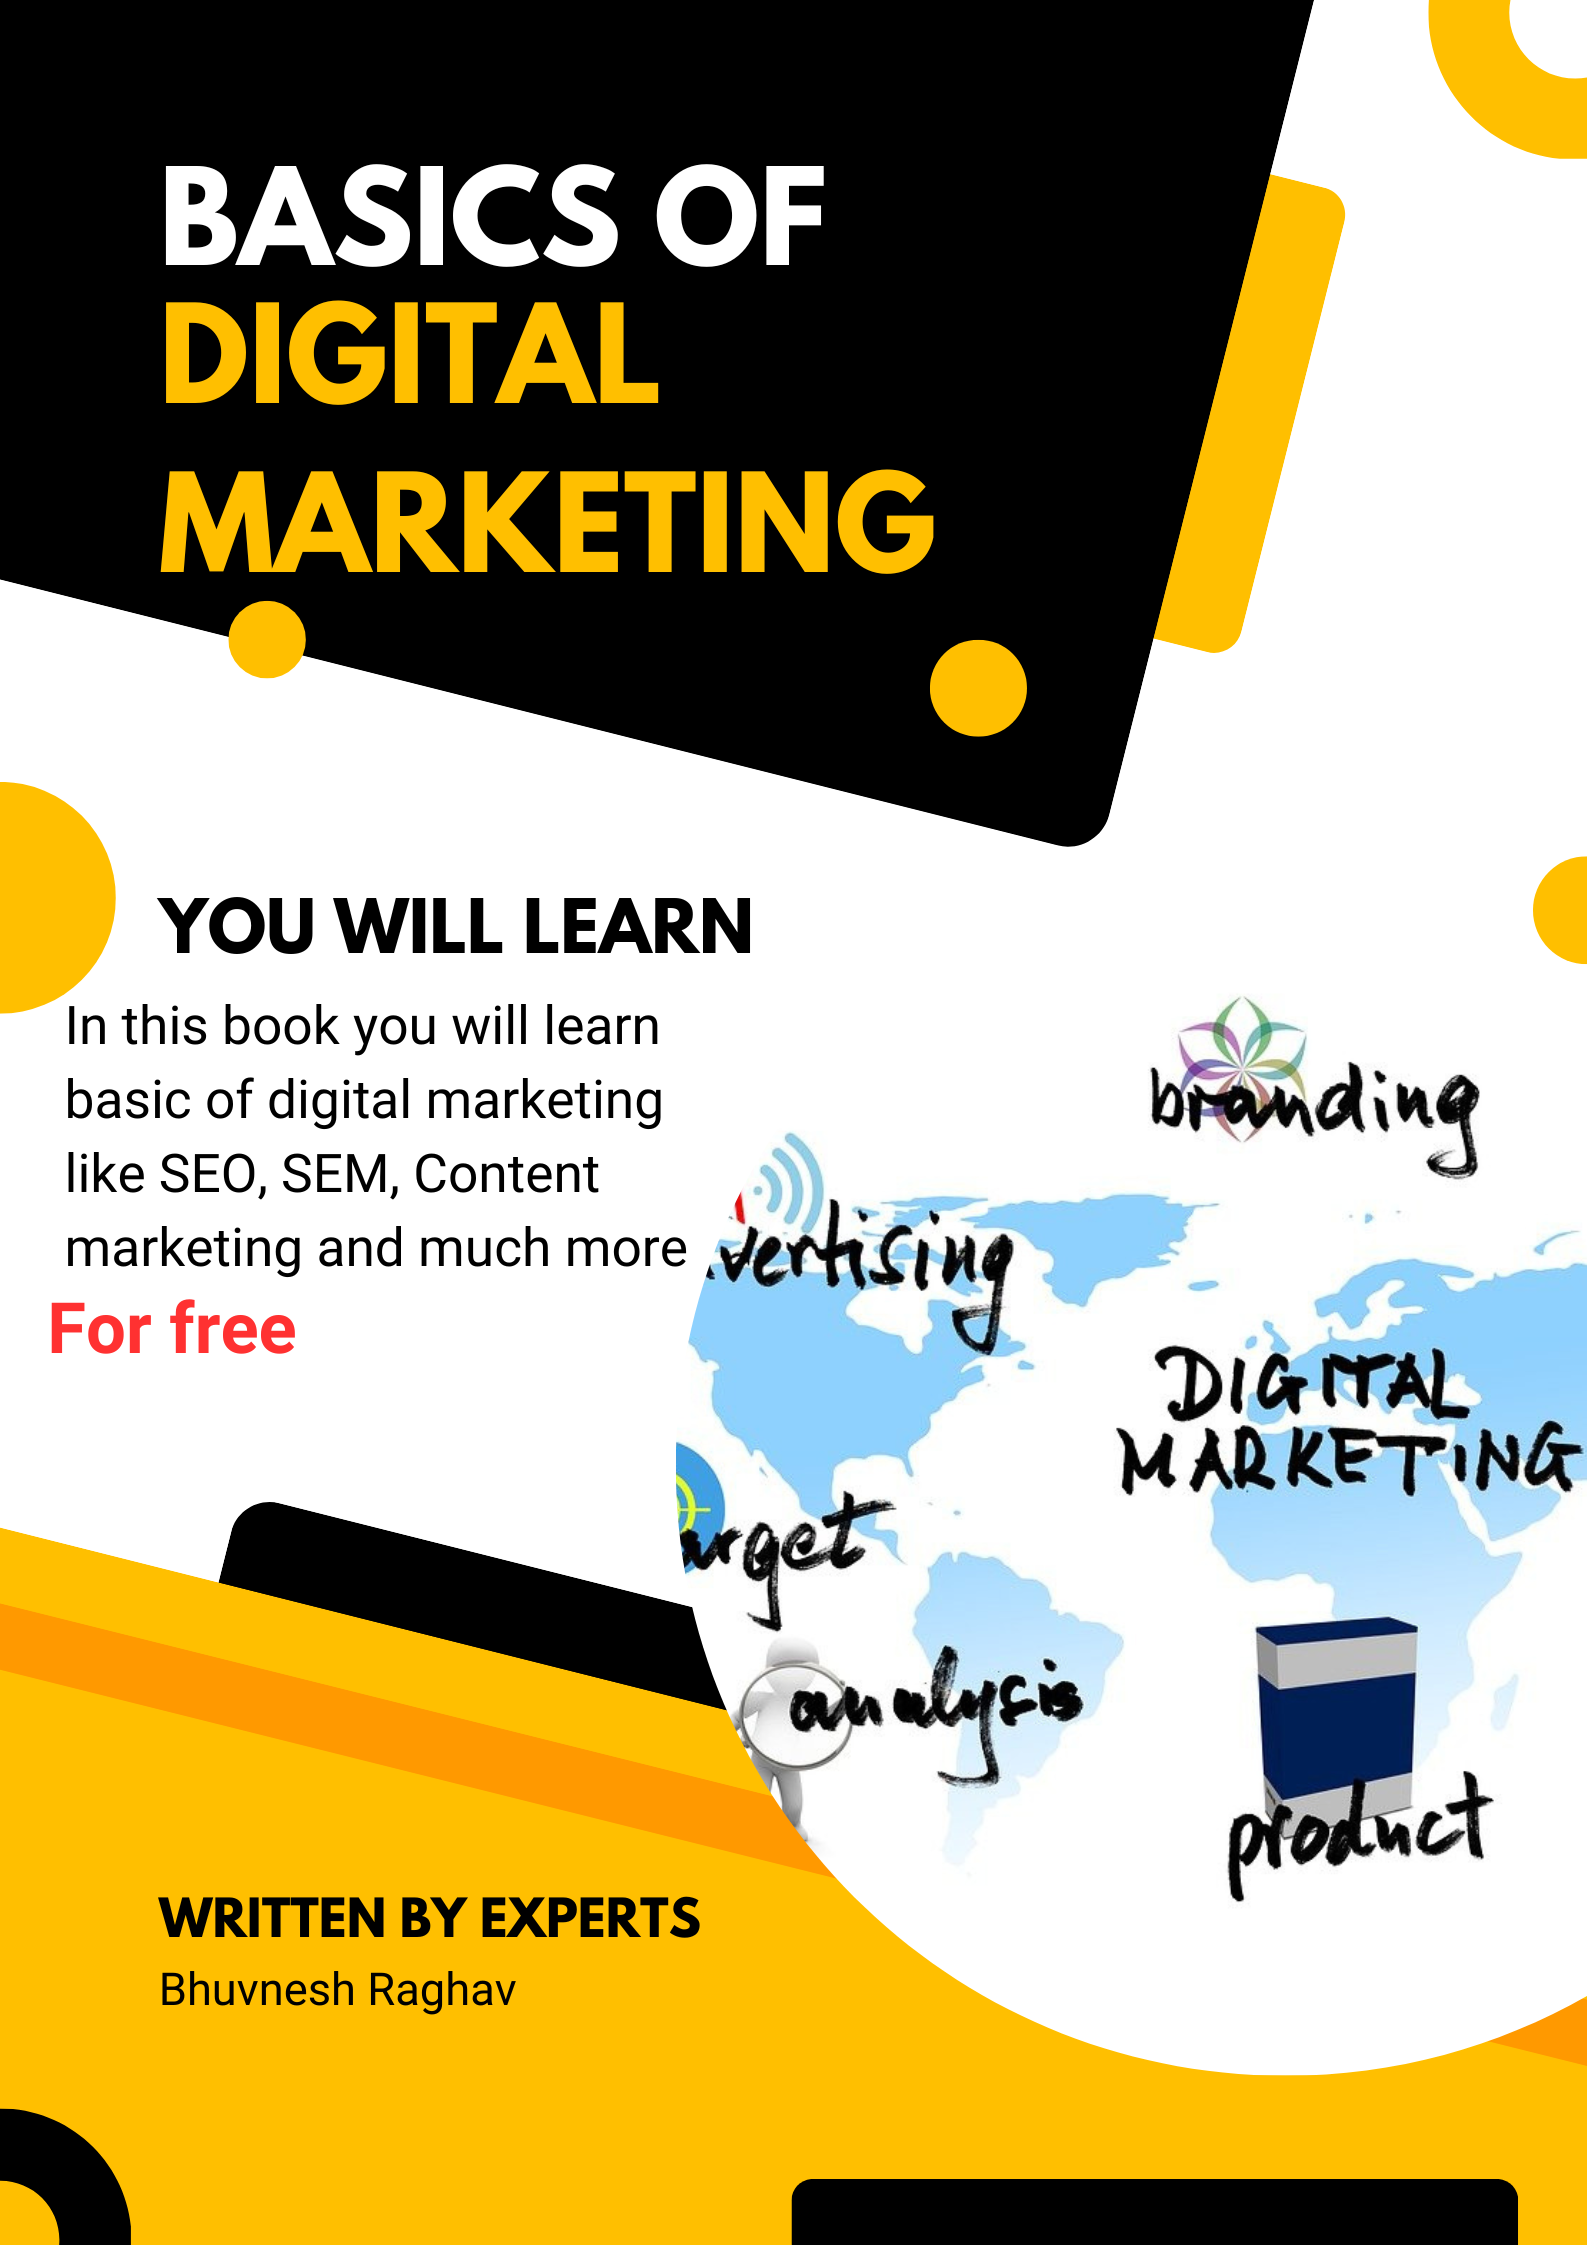 BASICS OF
DIGITAL
MARKETING
YOU WILL LEARN
In this book you will learn
basic of digital marketing
like SEO, SEM, Content
marketing and much more
For free
branding
vertising
DIGITAL
MARKETING
arget
analysis
product
WRITTEN BY EXPERTS
Bhuvnesh Raghav